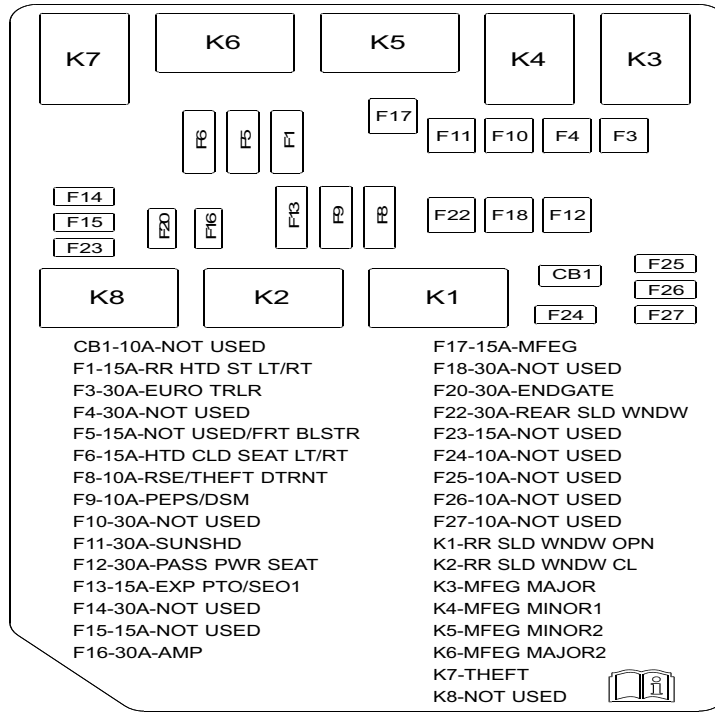 K7 K6 K5 K4 K3
F6 F5 F1 F17
F11 F10 F4 F3
F14
F15
F23
F20 F16 F13 F9 F8 F22 F18 F12
CB1 F25
F26
F24 F27
K8 K2 K1
CB1-10A-NOT USED
F1-15A-RR HTD ST LT/RT
F3-30A-EURO TRLR
F4-30A-NOT USED
F5-15A-NOT USED/FRT BLSTR
F6-15A-HTD CLD SEAT LT/RT
F8-10A-RSE/THEFT DTRNT
F9-10A-PEPS/DSM
F10-30A-NOT USED
F11-30A-SUNSHD
F12-30A-PASS PWR SEAT
F13-15A-EXP PTO/SEO1
F14-30A-NOT USED
F15-15A-NOT USED
F16-30A-AMP
F17-15A-MFEG
F18-30A-NOT USED
F20-30A-ENDGATE
F22-30A-REAR SLD WNDW
F23-15A-NOT USED
F24-10A-NOT USED
F25-10A-NOT USED
F26-10A-NOT USED
F27-10A-NOT USED
K1-RR SLD WNDW OPN
K2-RR SLD WNDW CL
K3-MFEG MAJOR
K4-MFEG MINOR1
K5-MFEG MINOR2
K6-MFEG MAJOR2
K7-THEFT
K8-NOT USED
i